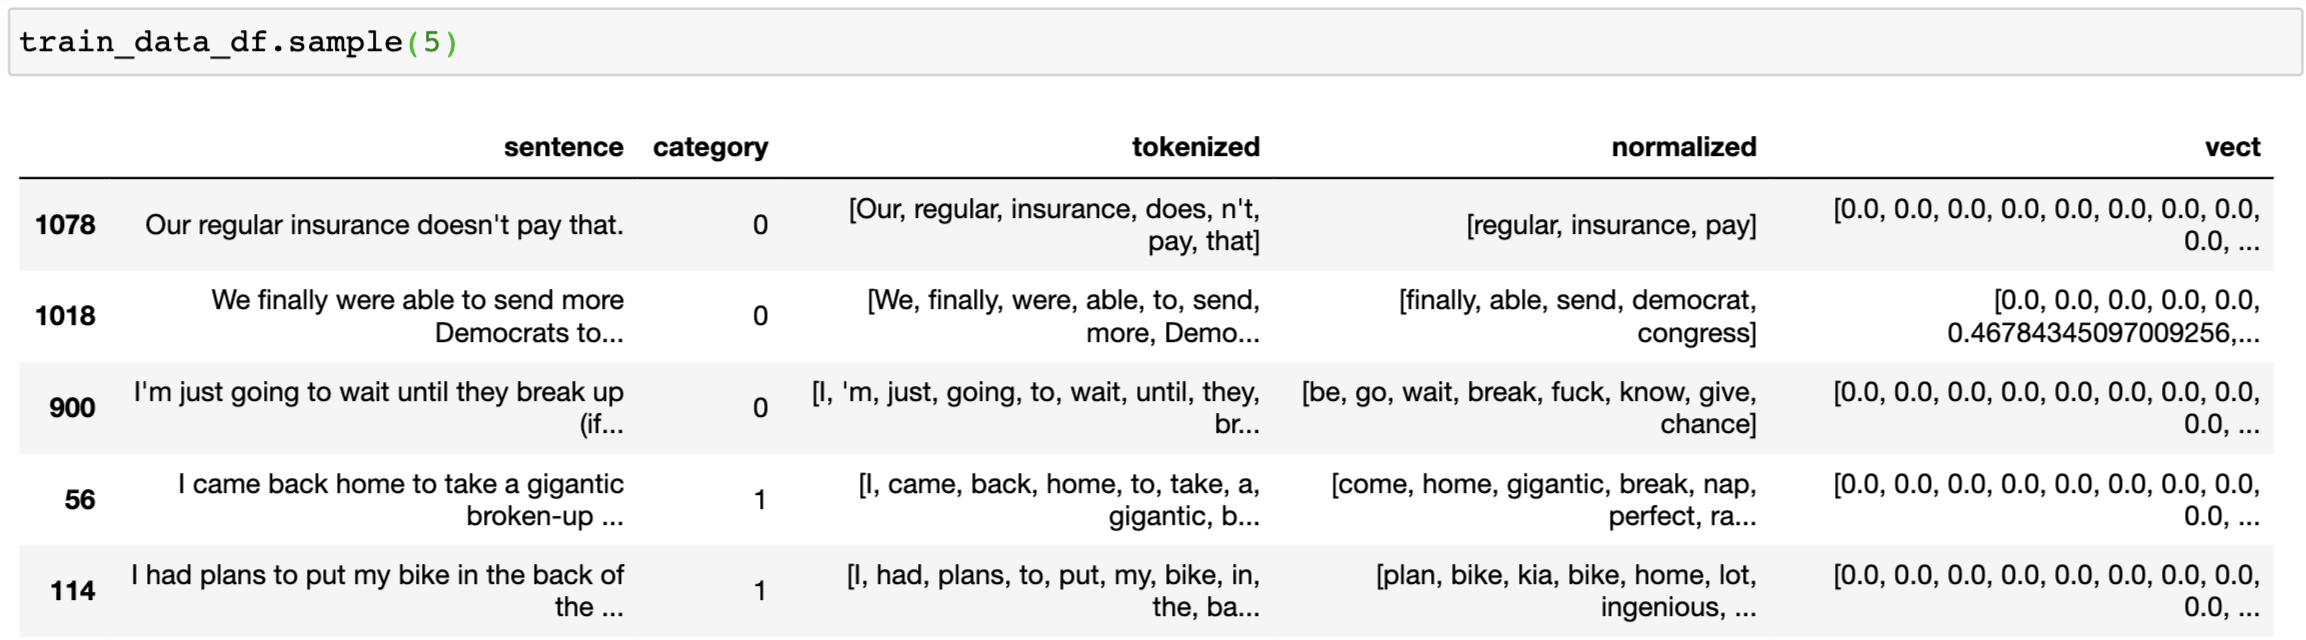 train_data_df.sample(5)
sentence category tokenized normalized vect
1078 Our regular insurance doesn't pay that. 0 [Our, regular, insurance, does, n't, pay, that] [regular, insurance, pay] [0.0, 0.0, 0.0, 0.0, 0.0, 0.0, 0.0, 0.0, 0.0, ...
1018 We finally were able to send more Democrats to... 0 [We, finally, were, able, to, send, more, Demo... [finally, able, send, democrat, congress] [0.0, 0.0, 0.0, 0.0, 0.0, 0.46784345097009256,...
900 I'm just going to wait until they break up (if... 0 [I, 'm, just, going, to, wait, until, they, br... [be, go, wait, break, fuck, know, give, chance] [0.0, 0.0, 0.0, 0.0, 0.0, 0.0, 0.0, 0.0, 0.0, ...
56 I came back home to take a gigantic broken-up ... 1 [I, came, back, home, to, take, a, gigantic, b... [come, home, gigantic, break, nap, perfect, ra... [0.0, 0.0, 0.0, 0.0, 0.0, 0.0, 0.0, 0.0, 0.0, ...
114 I had plans to put my bike in the back of the ... 1 [I, had, plans, to, put, my, bike, in, the, ba... [plan, bike, kia, bike, home, lot, ingenious, ... [0.0, 0.0, 0.0, 0.0, 0.0, 0.0, 0.0, 0.0, 0.0, ...